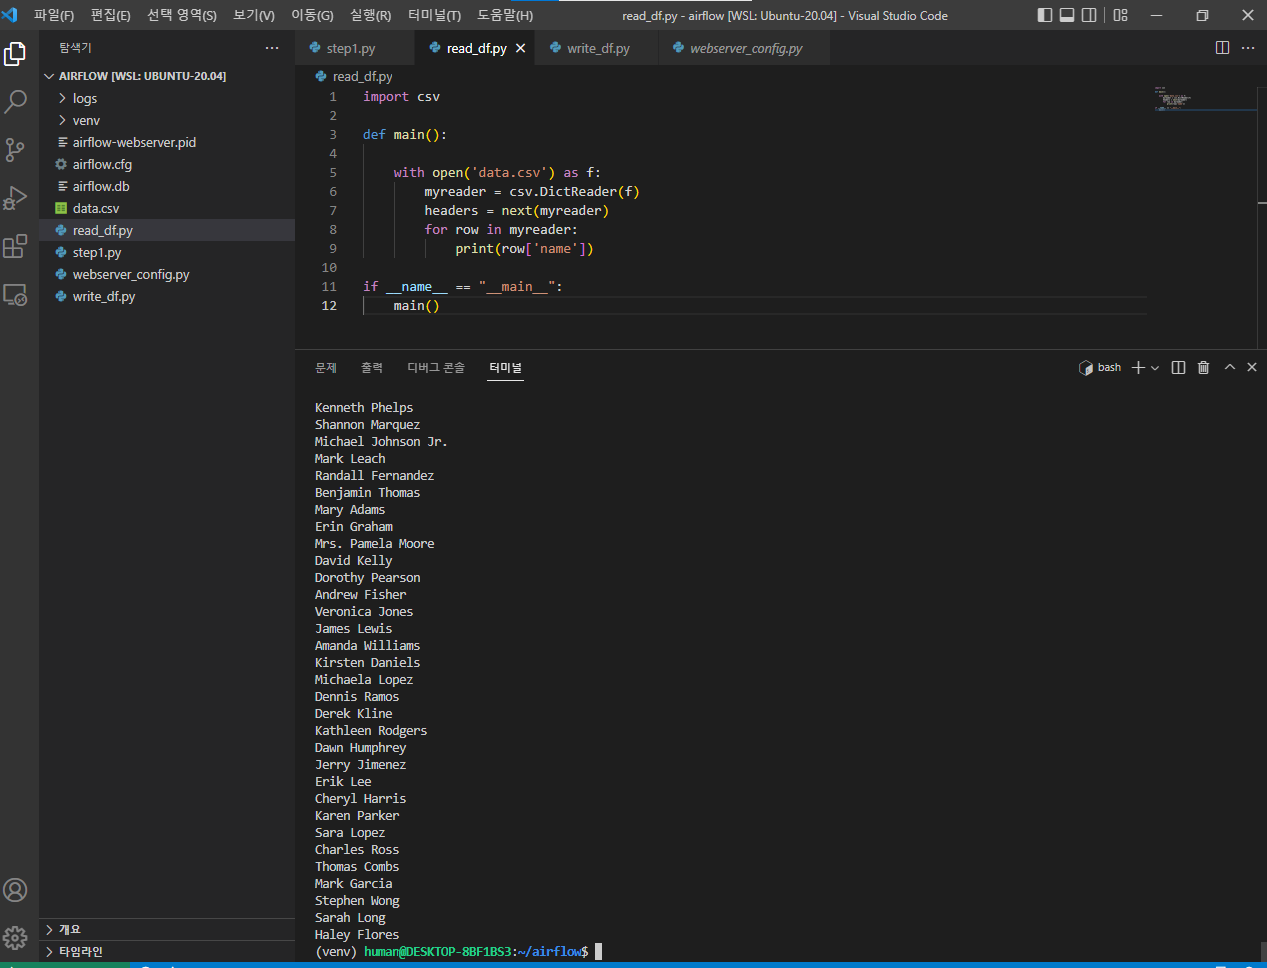 파일(F) 편집(E) 선택 영역(S) 보기(V) 이동(G) 실행(R) 터미널(T) 도움말(H) read_df.py - airflow [WSL: Ubuntu-20.04] - Visual Studio Code
탐색기 ...
AIRFLOW [WSL: UBUNTU-20.04]
logs
venv
airflow-webserver.pid
airflow.cfg
airflow.db
data.csv
read_df.py
step1.py
webserver_config.py
write_df.py
개요
타임라인
step1.py read_df.py write_df.py webserver_config.py
read_df.py
1 import csv
2
3 def main():
4
5 with open('data.csv') as f:
6 myreader = csv.DictReader(f)
7 headers = next(myreader)
8 for row in myreader:
9 print(row['name'])
10
11 if __name__ == "__main__":
12 main()
문제 출력 디버그 콘솔 터미널 bash
Kenneth Phelps
Shannon Marquez
Michael Johnson Jr.
Mark Leach
Randall Fernandez
Benjamin Thomas
Mary Adams
Erin Graham
Mrs. Pamela Moore
David Kelly
Dorothy Pearson
Andrew Fisher
Veronica Jones
James Lewis
Amanda Williams
Kirsten Daniels
Michaela Lopez
Dennis Ramos
Derek Kline
Kathleen Rodgers
Dawn Humphrey
Jerry Jimenez
Erik Lee
Cheryl Harris
Karen Parker
Sara Lopez
Charles Ross
Thomas Combs
Mark Garcia
Stephen Wong
Sarah Long
Haley Flores
(venv) human@DESKTOP-8BF1BS3:~/airflow$